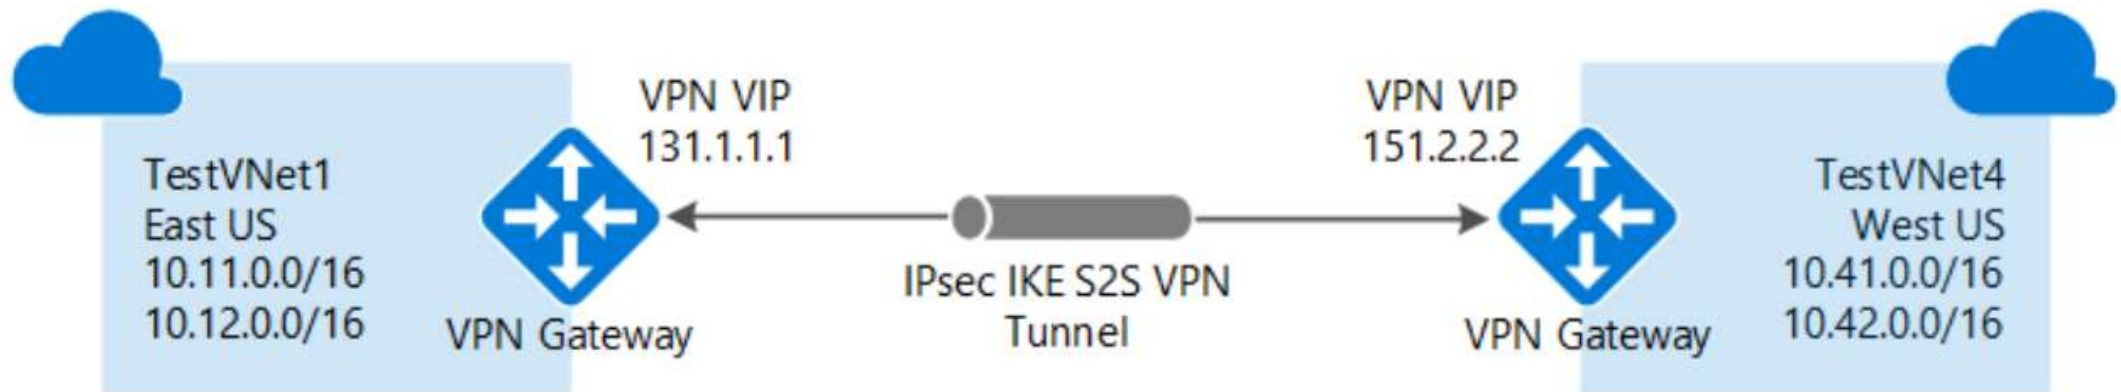 TestVNet1
East US
10.11.0.0/16
10.12.0.0/16
VPN VIP
131.1.1.1
VPN Gateway
IPsec IKE S2S VPN
Tunnel
VPN VIP
151.2.2.2
VPN Gateway
TestVNet4
West US
10.41.0.0/16
10.42.0.0/16